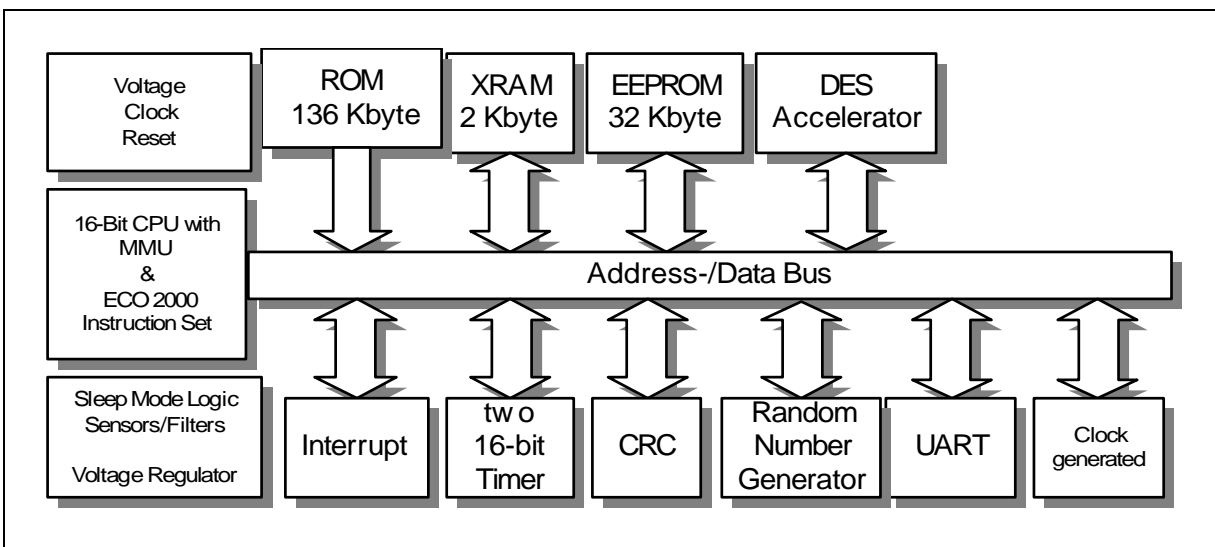 Voltage
Clock
Reset
ROM
136 Kbyte
XRAM
2 Kbyte
EEPROM
32 Kbyte
DES
Accelerator
16-Bit CPU with
MMU
&
ECO 2000
Instruction Set
Address-/Data Bus
Sleep Mode Logic
Sensors/Filters
Voltage Regulator
Interrupt
two
16-bit
Timer
CRC
Random
Number
Generator
UART
Clock
generated